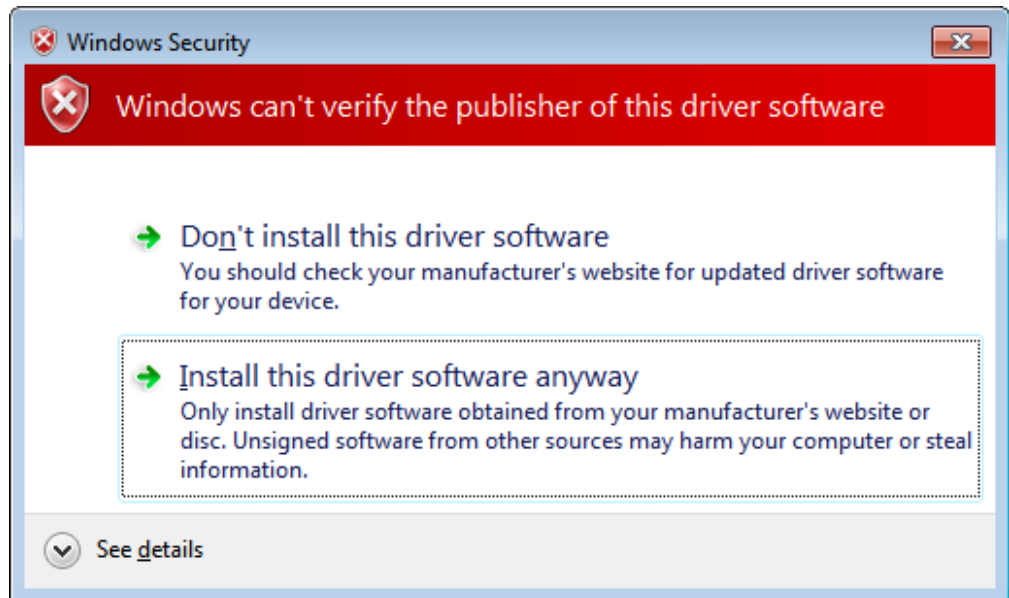 Windows Security
Windows can't verify the publisher of this driver software
Don't install this driver software
You should check your manufacturer's website for updated driver software
for your device.
Install this driver software anyway
Only install driver software obtained from your manufacturer's website or
disc. Unsigned software from other sources may harm your computer or steal
information.
See details